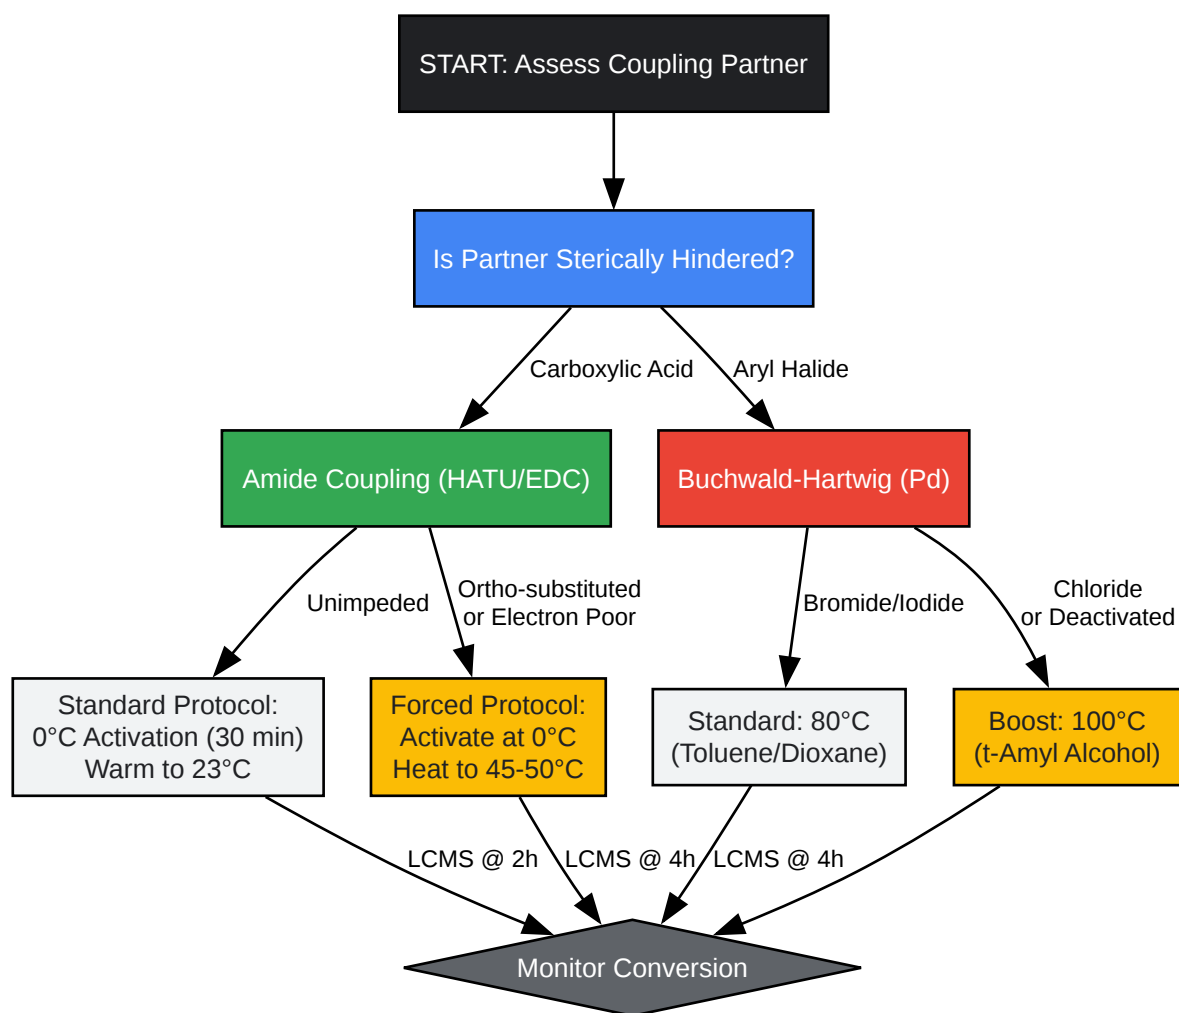 START: Assess Coupling Partner
Is Partner Sterically Hindered?
Carboxylic Acid
Aryl Halide
Amide Coupling (HATU/EDC)
Buchwald-Hartwig (Pd)
Unimpeded
Ortho-substituted
or Electron Poor
Bromide/Iodide
Chloride
or Deactivated
Standard Protocol:
0°C Activation (30 min)
Warm to 23°C
Forced Protocol:
Activate at 0°C
Heat to 45-50°C
Standard: 80°C
(Toluene/Dioxane)
Boost: 100°C
(t-Amyl Alcohol)
LCMS @ 2h
LCMS @ 4h
LCMS @ 4h
Monitor Conversion